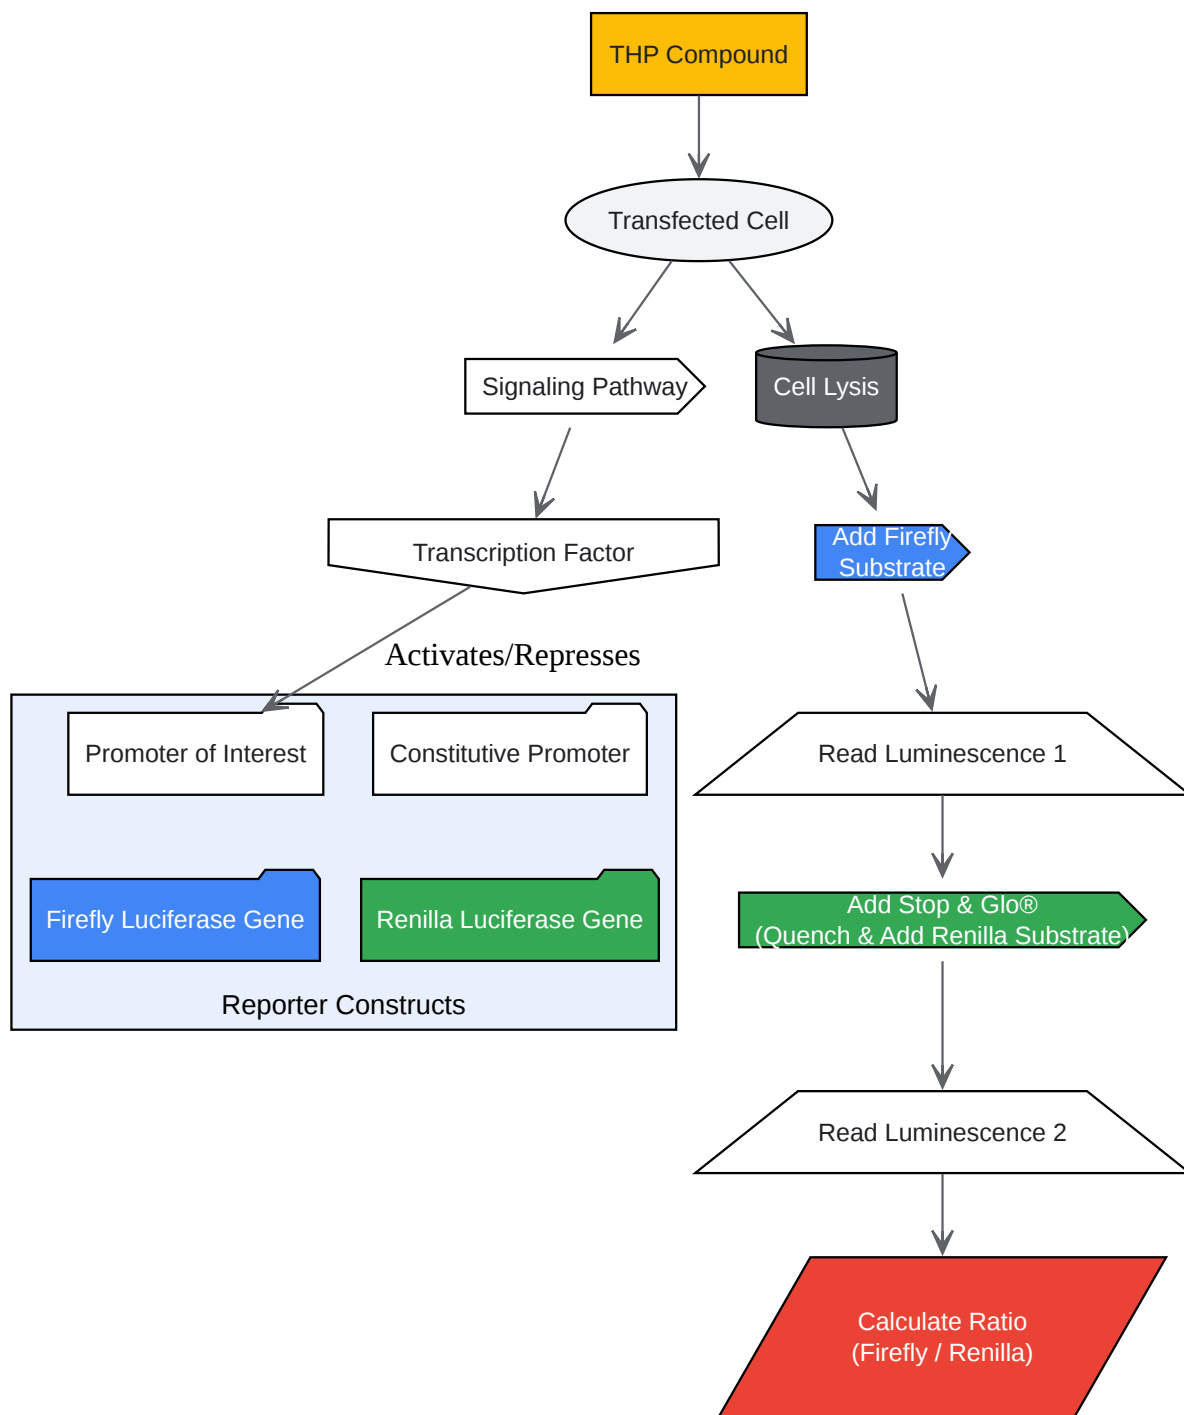 THP Compound
Transfected Cell
Signaling Pathway
Cell Lysis
Transcription Factor
Add Firefly
Substrate
Activates/Represses
Promoter of Interest
Constitutive Promoter
Read Luminescence 1
Firefly Luciferase Gene
Renilla Luciferase Gene
Add Stop & Glo®
(Quench & Add Renilla Substrate)
Reporter Constructs
Read Luminescence 2
Calculate Ratio
(Firefly / Renilla)